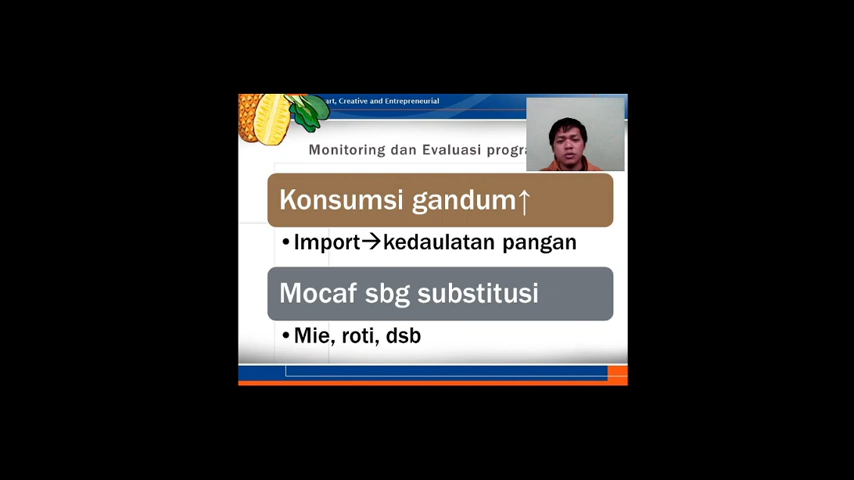 art, Creative and Entrepreneurial
Monitoring dan Evaluasi progra
Konsumsi gandum↑
•Import→kedaulatan pangan
Mocaf sbg substitusi
•Mie, roti, dsb